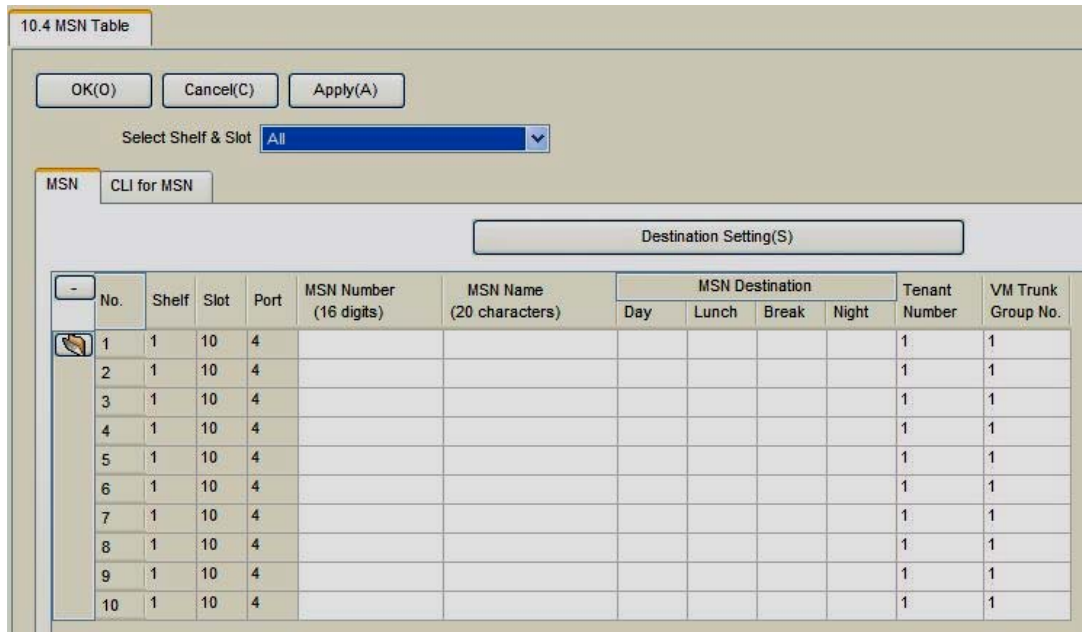 10.4 MSN Table
OK(O) Cancel(C) Apply(A)
Select Shelf & Slot All
MSN CLI for MSN
Destination Setting(S)
- No. Shelf Slot Port MSN Number (16 digits) MSN Name (20 characters) MSN Destination Tenant Number VM Trunk Group No.
Day Lunch Break Night
1 1 10 4 1 1
2 1 10 4 1 1
3 1 10 4 1 1
4 1 10 4 1 1
5 1 10 4 1 1
6 1 10 4 1 1
7 1 10 4 1 1
8 1 10 4 1 1
9 1 10 4 1 1
10 1 10 4 1 1